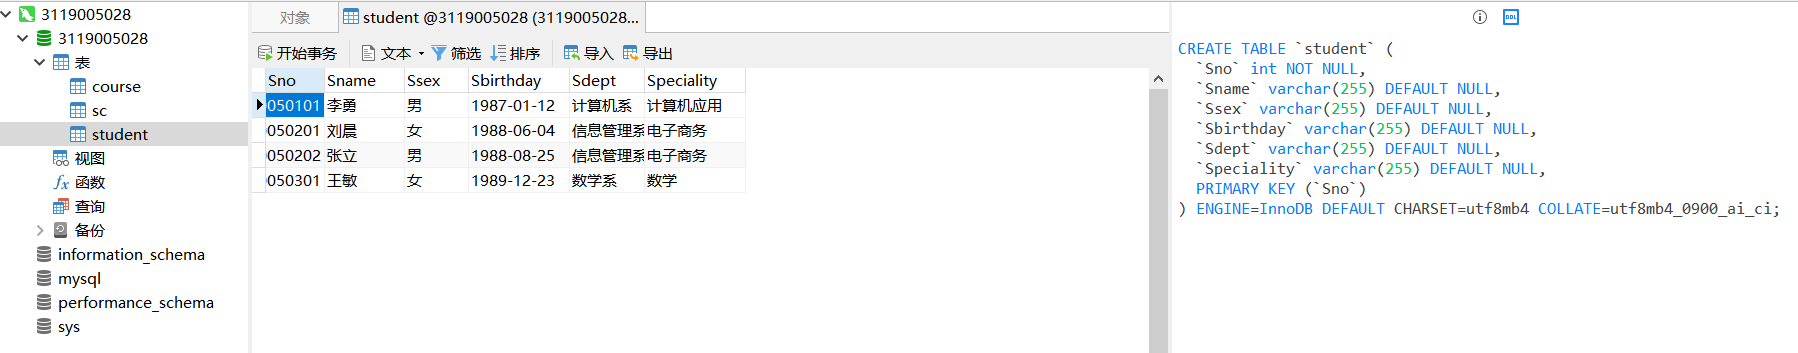 3119005028
3119005028
表
course
sc
student
视图
函数
查询
备份
information_schema
mysql
performance_schema
sys
对象 student @3119005028 (3119005028...
开始事务 文本 筛选 排序 导入 导出
Sno Sname Ssex Sbirthday Sdept Speciality
050101 李勇 男 1987-01-12 计算机系 计算机应用
050201 刘晨 女 1988-06-04 信息管理系 电子商务
050202 张立 男 1988-08-25 信息管理系 电子商务
050301 王敏 女 1989-12-23 数学系 数学
DDL
CREATE TABLE `student` (
`Sno` int NOT NULL,
`Sname` varchar(255) DEFAULT NULL,
`Ssex` varchar(255) DEFAULT NULL,
`Sbirthday` varchar(255) DEFAULT NULL,
`Sdept` varchar(255) DEFAULT NULL,
`Speciality` varchar(255) DEFAULT NULL,
PRIMARY KEY (`Sno`)
) ENGINE=InnoDB DEFAULT CHARSET=utf8mb4 COLLATE=utf8mb4_0900_ai_ci;